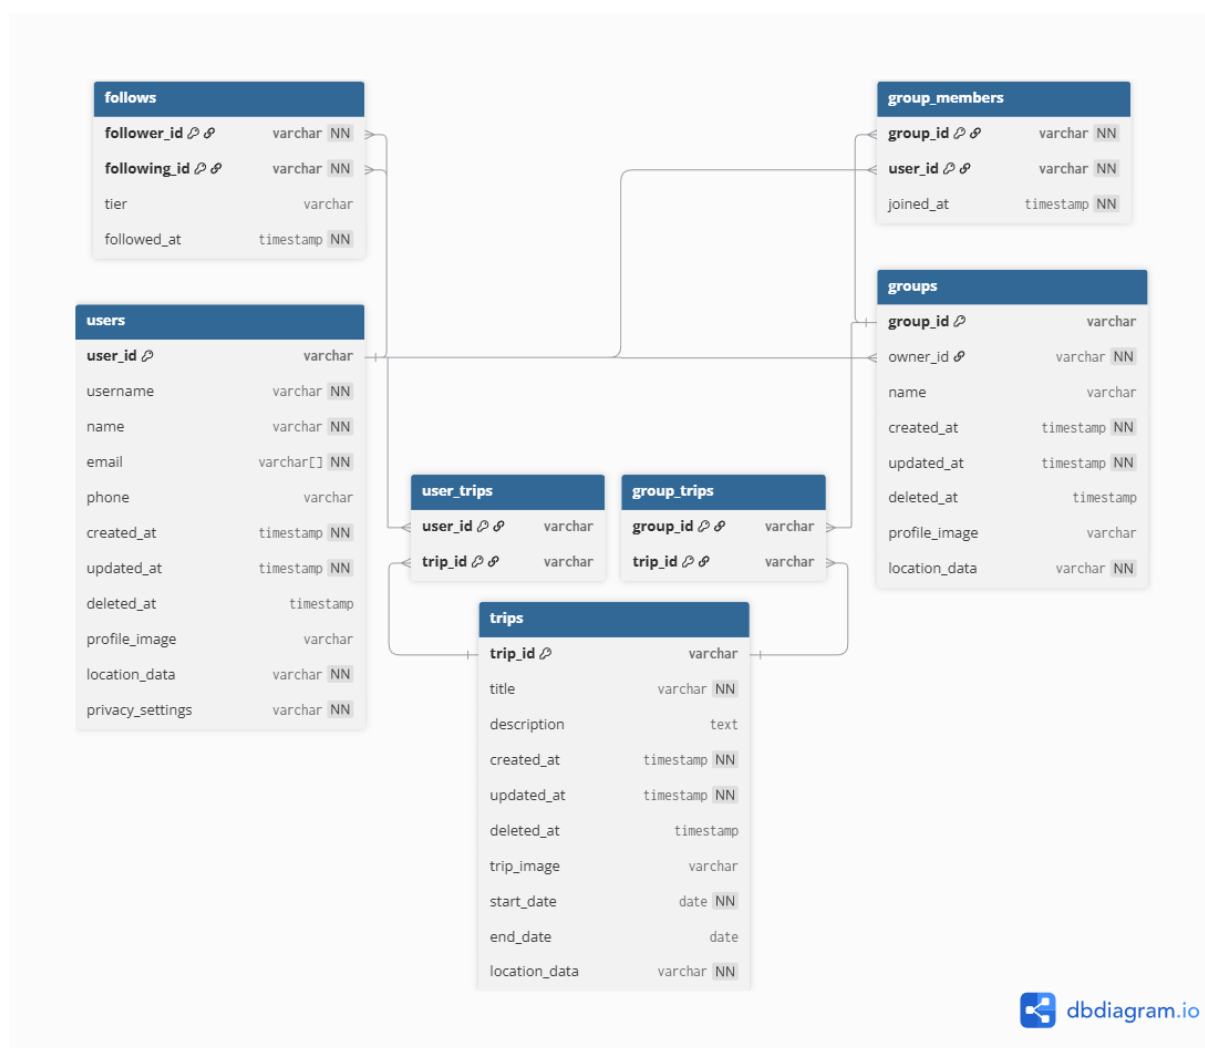 follows
follower_id varchar NN
following_id varchar NN
tier varchar
followed_at timestamp NN
group_members
group_id varchar NN
user_id varchar NN
joined_at timestamp NN
users
user_id varchar
username varchar NN
name varchar NN
email varchar[] NN
phone varchar
created_at timestamp NN
updated_at timestamp NN
deleted_at timestamp
profile_image varchar
location_data varchar NN
privacy_settings varchar NN
groups
group_id varchar
owner_id varchar NN
name varchar
created_at timestamp NN
updated_at timestamp NN
deleted_at timestamp
profile_image varchar
location_data varchar NN
user_trips
user_id varchar
trip_id varchar
group_trips
group_id varchar
trip_id varchar
trips
trip_id varchar
title varchar NN
description text
created_at timestamp NN
updated_at timestamp NN
deleted_at timestamp
trip_image varchar
start_date date NN
end_date date
location_data varchar NN
dbdiagram.io